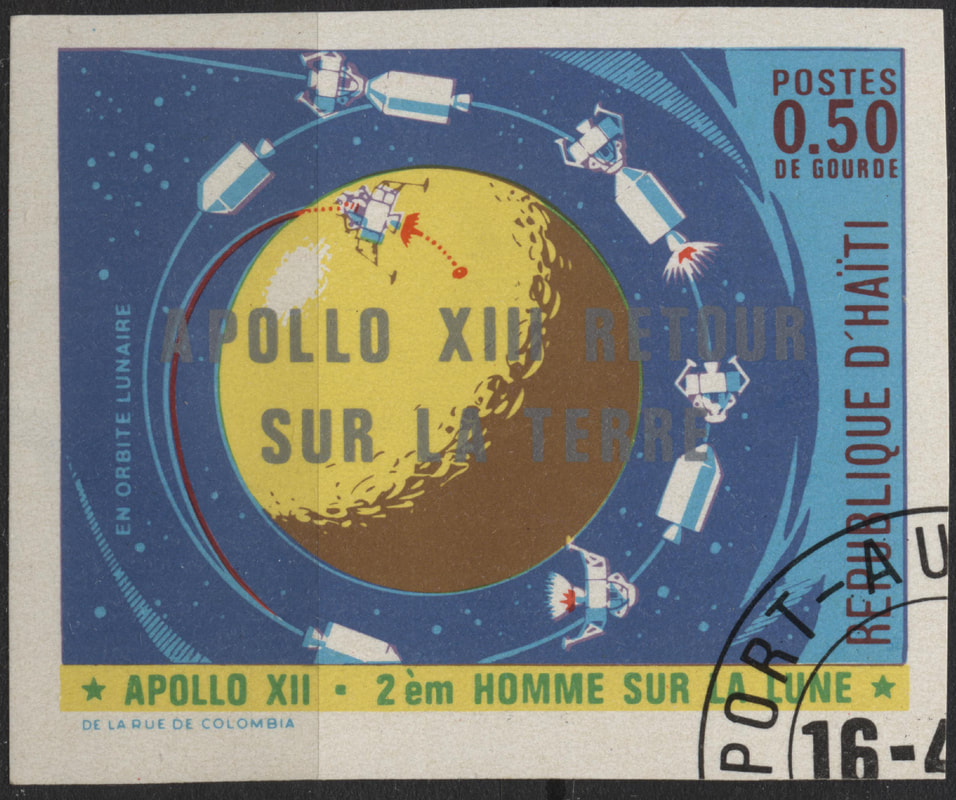 POSTES
0.50
DE GOURDE
REPUBLIQUE D'HAÏTI
EN ORBITE LUNAIRE
APOLLO XIII RETOUR
SUR LA TERRE
★ APOLLO XII • 2èm HOMME SUR LA LUNE ★
DE LA RUE DE COLOMBIA
PORT-AU
16-4